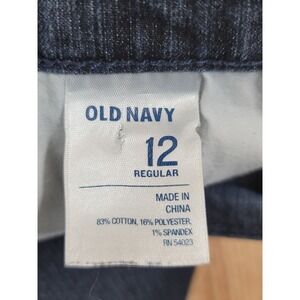 OLD NAVY
12
REGULAR
MADE IN
CHINA
83% COTTON, 16% POLYESTER,
1% SPANDEX
RN 54023